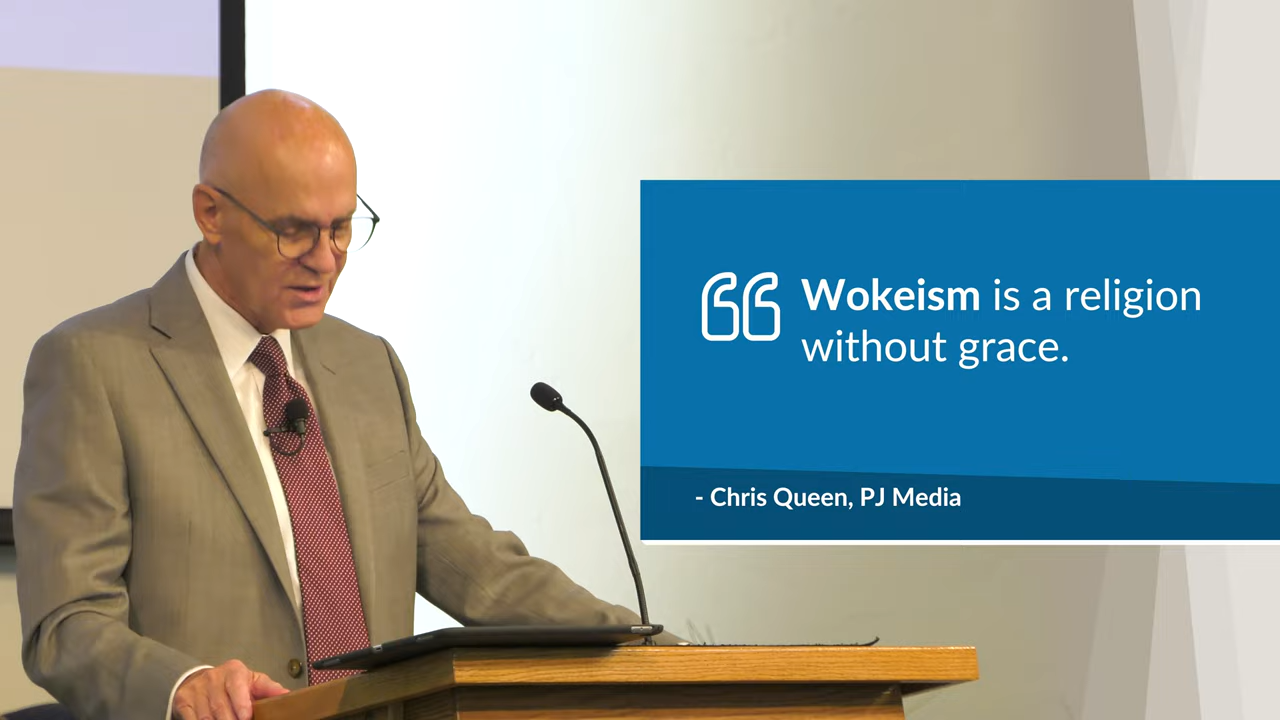 Wokeism is a religion
without grace.
- Chris Queen, PJ Media